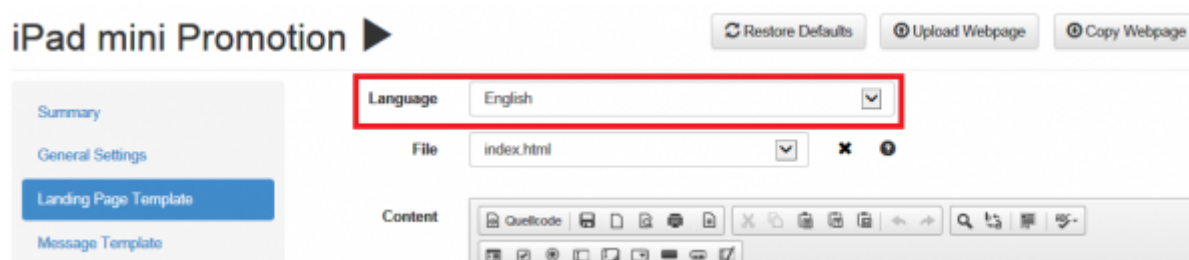 iPad mini Promotion
Restore Defaults
Upload Webpage
Copy Webpage
Summary
General Settings
Landing Page Template
Message Template
Language
English
File
index.html
Content
Quellcode